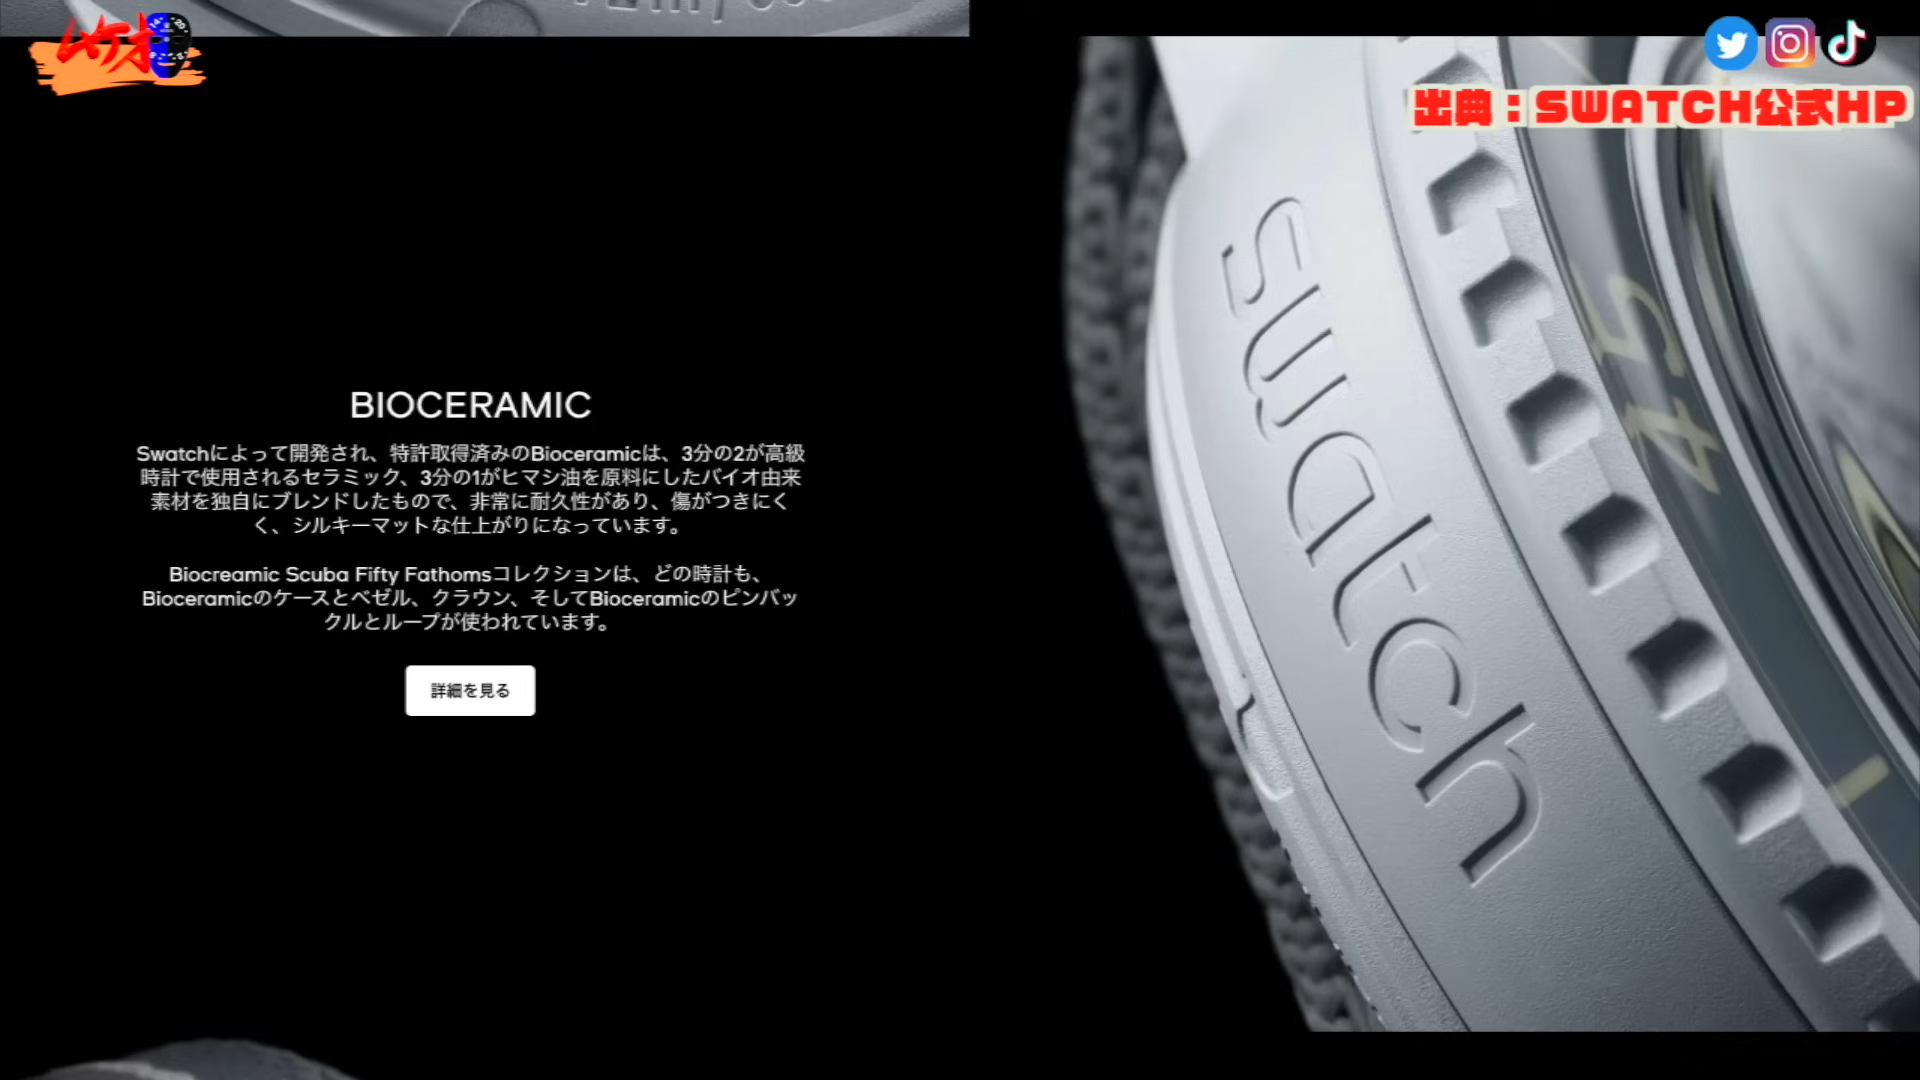 出典：SWATCH公式HP
swatch
45
BIOCERAMIC
Swatchによって開発され、特許取得済みのBioceramicは、3分の2が高級
時計で使用されるセラミック、3分の1がヒマシ油を原料にしたバイオ由来
素材を独自にブレンドしたもので、非常に耐久性があり、傷がつきにく
く、シルキーマットな仕上がりになっています。
Biocreamic Scuba Fifty Fathomsコレクションは、どの時計も、
Bioceramicのケースとベゼル、クラウン、そしてBioceramicのピンバッ
クルとループが使われています。
詳細を見る